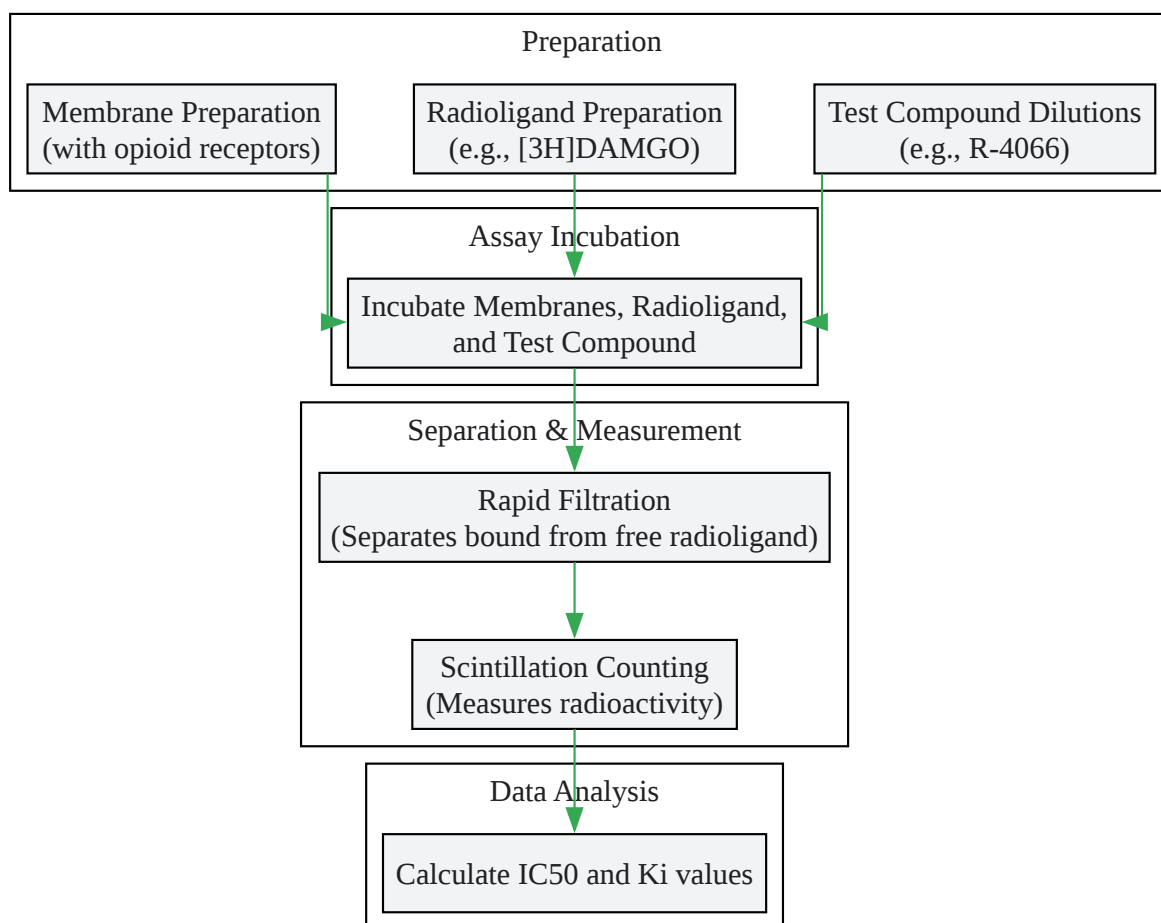 Preparation
Membrane Preparation
(with opioid receptors)
Radioligand Preparation
(e.g., [3H]DAMGO)
Test Compound Dilutions
(e.g., R-4066)
Assay Incubation
Incubate Membranes, Radioligand,
and Test Compound
Separation & Measurement
Rapid Filtration
(Separates bound from free radioligand)
Scintillation Counting
(Measures radioactivity)
Data Analysis
Calculate IC50 and Ki values